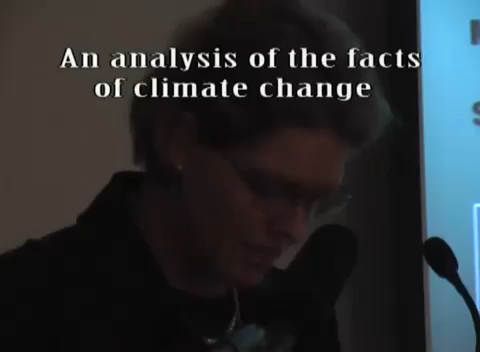 An analysis of the facts
of climate change